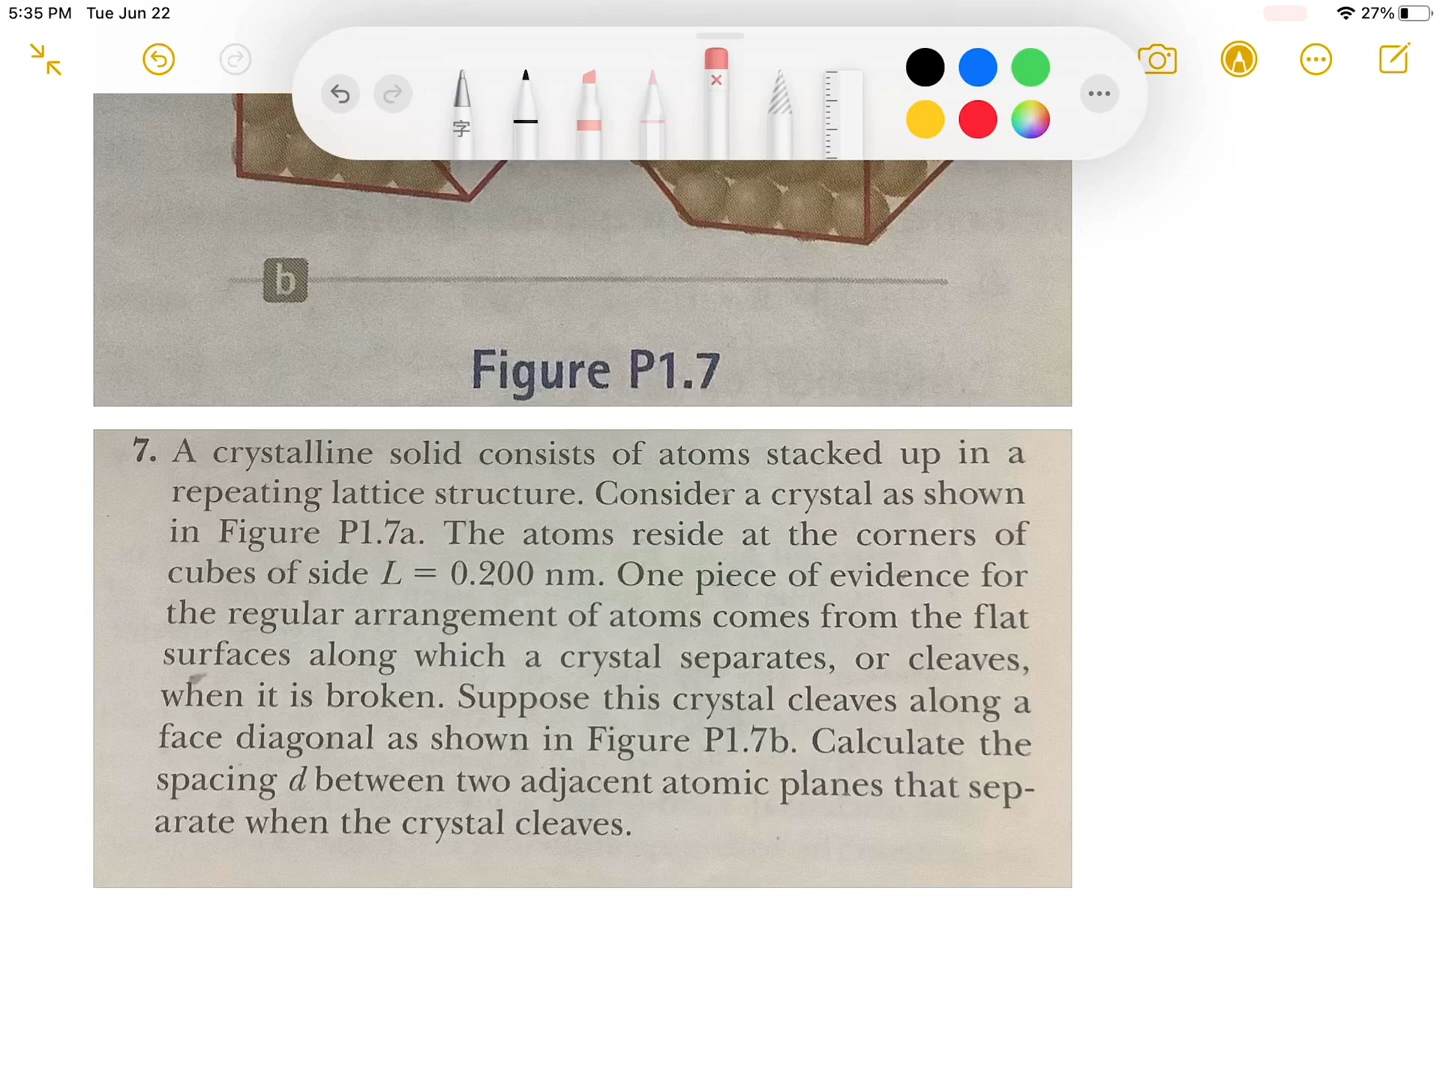 5:35 PM Tue Jun 22
27%
字
b
Figure P1.7
7. A crystalline solid consists of atoms stacked up in a
repeating lattice structure. Consider a crystal as shown
in Figure P1.7a. The atoms reside at the corners of
cubes of side L = 0.200 nm. One piece of evidence for
the regular arrangement of atoms comes from the flat
surfaces along which a crystal separates, or cleaves,
when it is broken. Suppose this crystal cleaves along a
face diagonal as shown in Figure P1.7b. Calculate the
spacing d between two adjacent atomic planes that sep-
arate when the crystal cleaves.